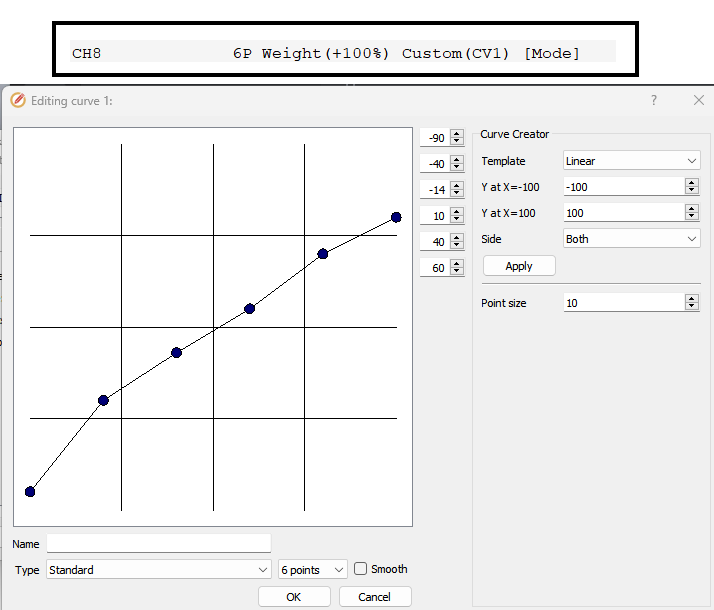 CH8 6P Weight(+100%) Custom(CV1) [Mode]
Editing curve 1:
?
-90
-40
-14
10
40
60
Curve Creator
Template Linear
Y at X=-100 -100
Y at X=100 100
Side Both
Apply
Point size 10
Name
Type Standard 6 points Smooth
OK Cancel